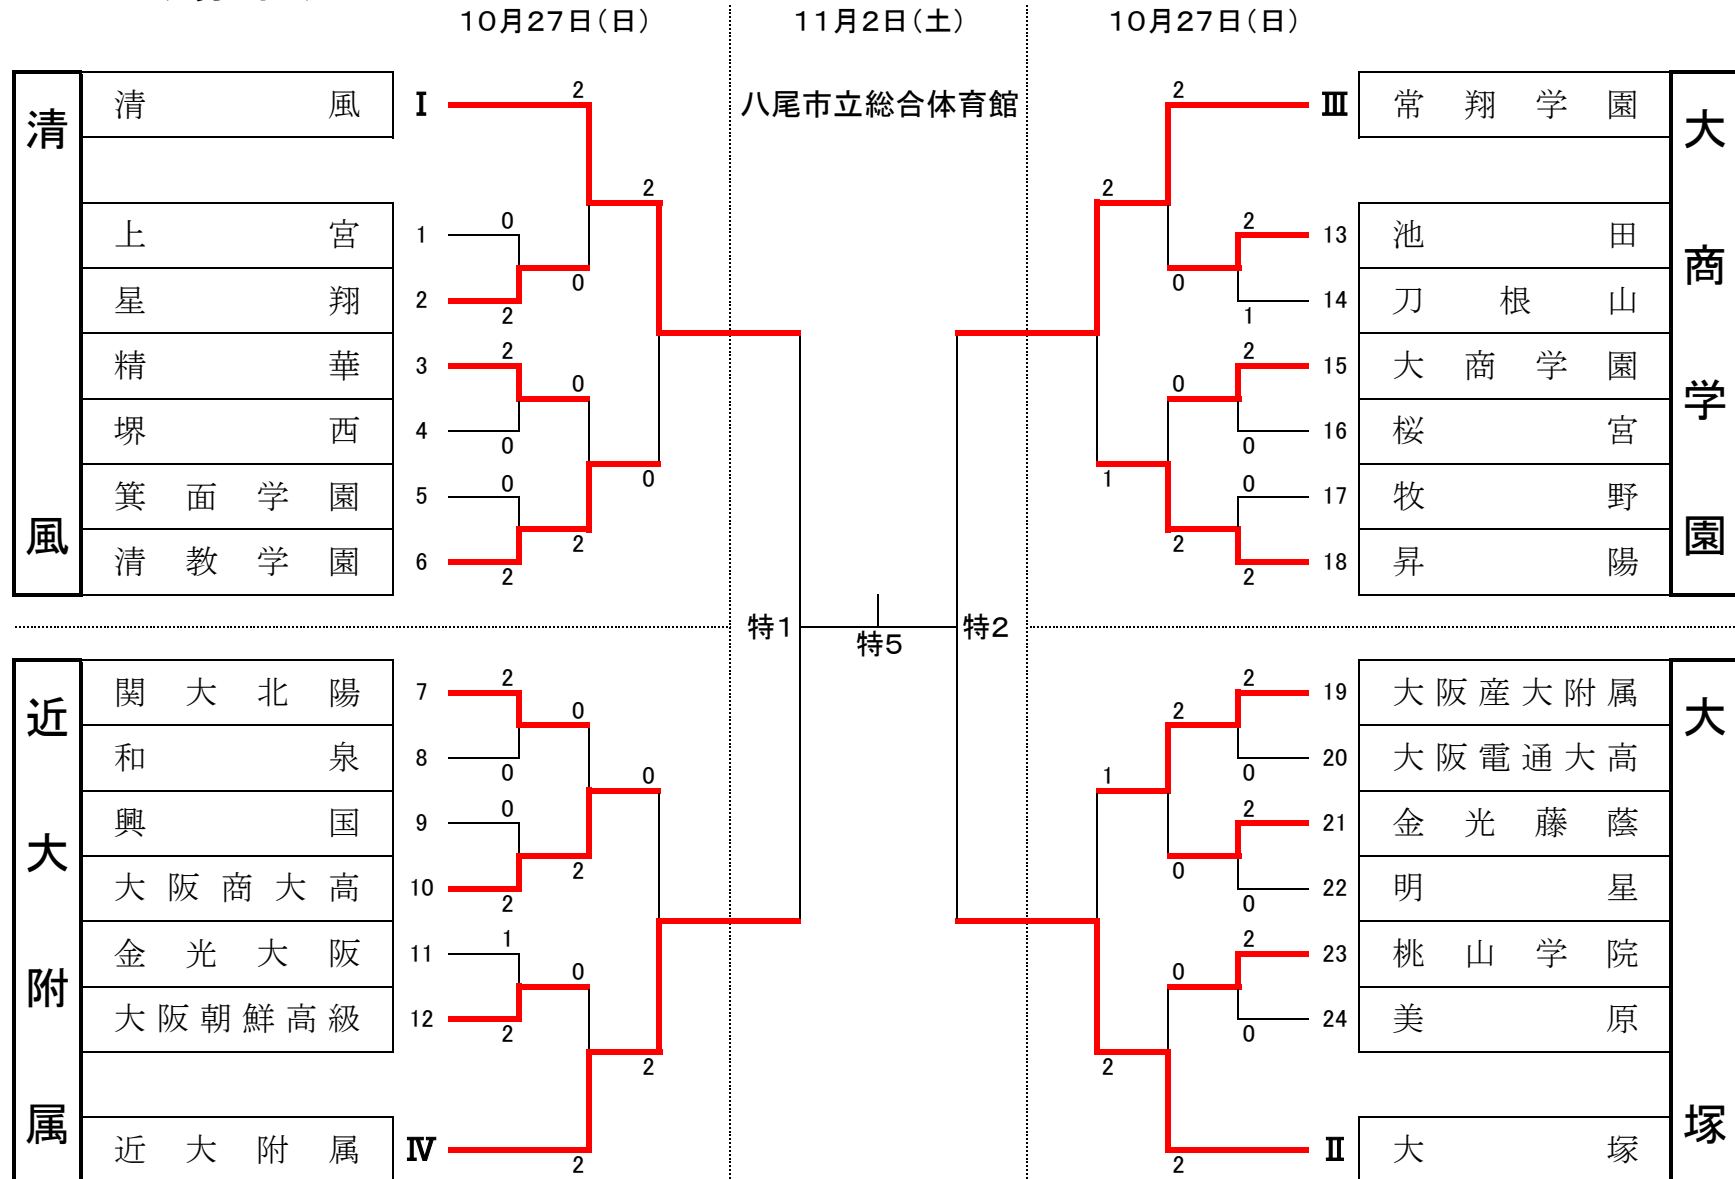 10月27日(日) 11月2日(土) 10月27日(日)
八尾市立総合体育館
清風
清風 Ⅰ 2
2
上宮 1 0
0
星翔 2 2
精華 3 2
0
堺西 4 0
0
箕面学園 5 0
2
清教学園 6 2
近大附属
関大北陽 7 2
0
和泉 8 0
0
興国 9 0
2
大阪商大高 10 2
金光大阪 11 1
0
大阪朝鮮高級 12 2
2
近大附属 Ⅳ 2
特1 特5 特2
大商学園
2 Ⅲ 常翔学園
2
2 13 池田
0
1 14 刀根山
2 15 大商学園
0
0 16 桜宮
1
0 17 牧野
2
2 18 昇陽
大塚
2 19 大阪産大附属
2
0 20 大阪電通大高
1
2 21 金光藤蔭
0
0 22 明星
2 23 桃山学院
0
0 24 美原
2
2 Ⅱ 大塚